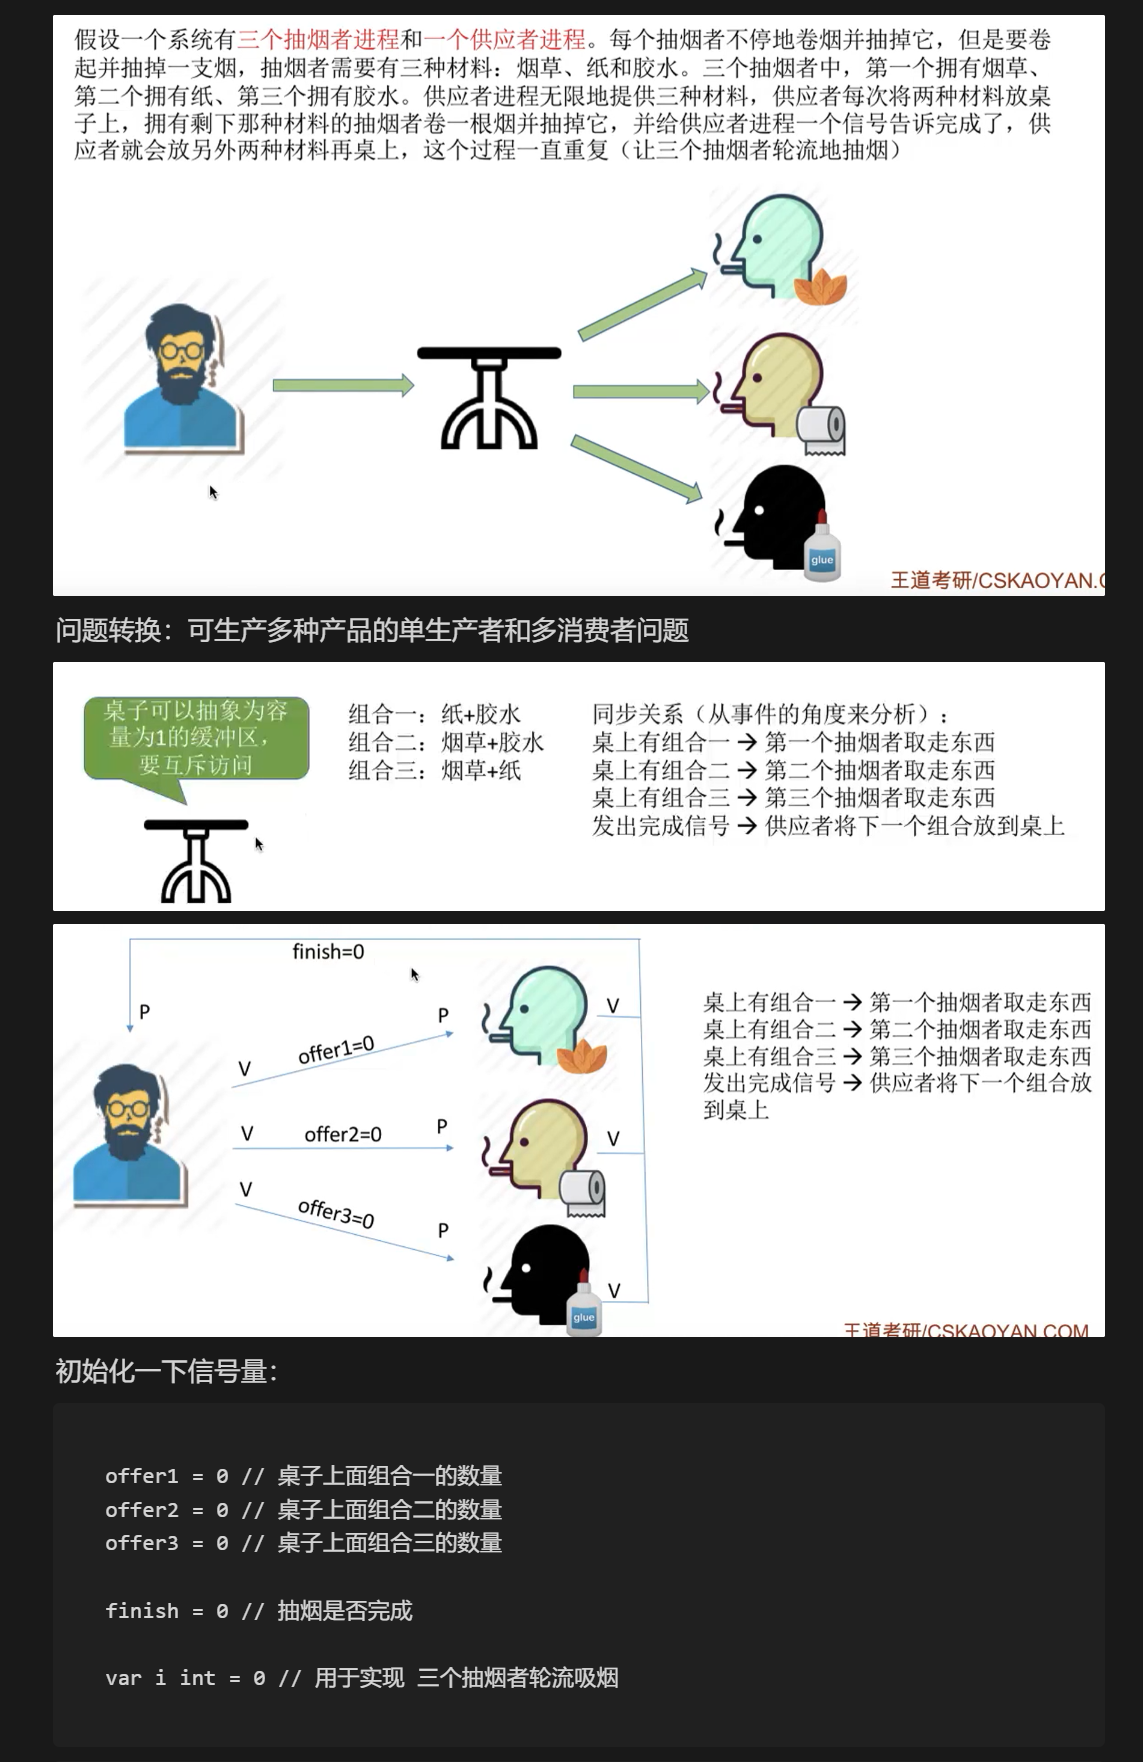 假设一个系统有三个抽烟者进程和一个供应者进程。每个抽烟者不停地卷烟并抽掉它，但是要卷
起并抽掉一支烟，抽烟者需要有三种材料：烟草、纸和胶水。三个抽烟者中，第一个拥有烟草、
第二个拥有纸、第三个拥有胶水。供应者进程无限地提供三种材料，供应者每次将两种材料放桌
子上，拥有剩下那种材料的抽烟者卷一根烟并抽掉它，并给供应者进程一个信号告诉完成了，供
应者就会放另外两种材料再桌上，这个过程一直重复（让三个抽烟者轮流地抽烟）
glue
王道考研/CSKAOYAN.C
问题转换：可生产多种产品的单生产者和多消费者问题
桌子可以抽象为容
量为1的缓冲区，
要互斥访问
组合一：纸+胶水
组合二：烟草+胶水
组合三：烟草+纸
同步关系（从事件的角度来分析）：
桌上有组合一 → 第一个抽烟者取走东西
桌上有组合二 → 第二个抽烟者取走东西
桌上有组合三 → 第三个抽烟者取走东西
发出完成信号 → 供应者将下一个组合放到桌上
finish=0
P
V
offer1=0
P
V
V
offer2=0
P
V
V
offer3=0
P
V
glue
桌上有组合一 → 第一个抽烟者取走东西
桌上有组合二 → 第二个抽烟者取走东西
桌上有组合三 → 第三个抽烟者取走东西
发出完成信号 → 供应者将下一个组合放
到桌上
王道考研/CSKAOYAN.COM
初始化一下信号量：
offer1 = 0 // 桌子上面组合一的数量
offer2 = 0 // 桌子上面组合二的数量
offer3 = 0 // 桌子上面组合三的数量
finish = 0 // 抽烟是否完成
var i int = 0 // 用于实现 三个抽烟者轮流吸烟